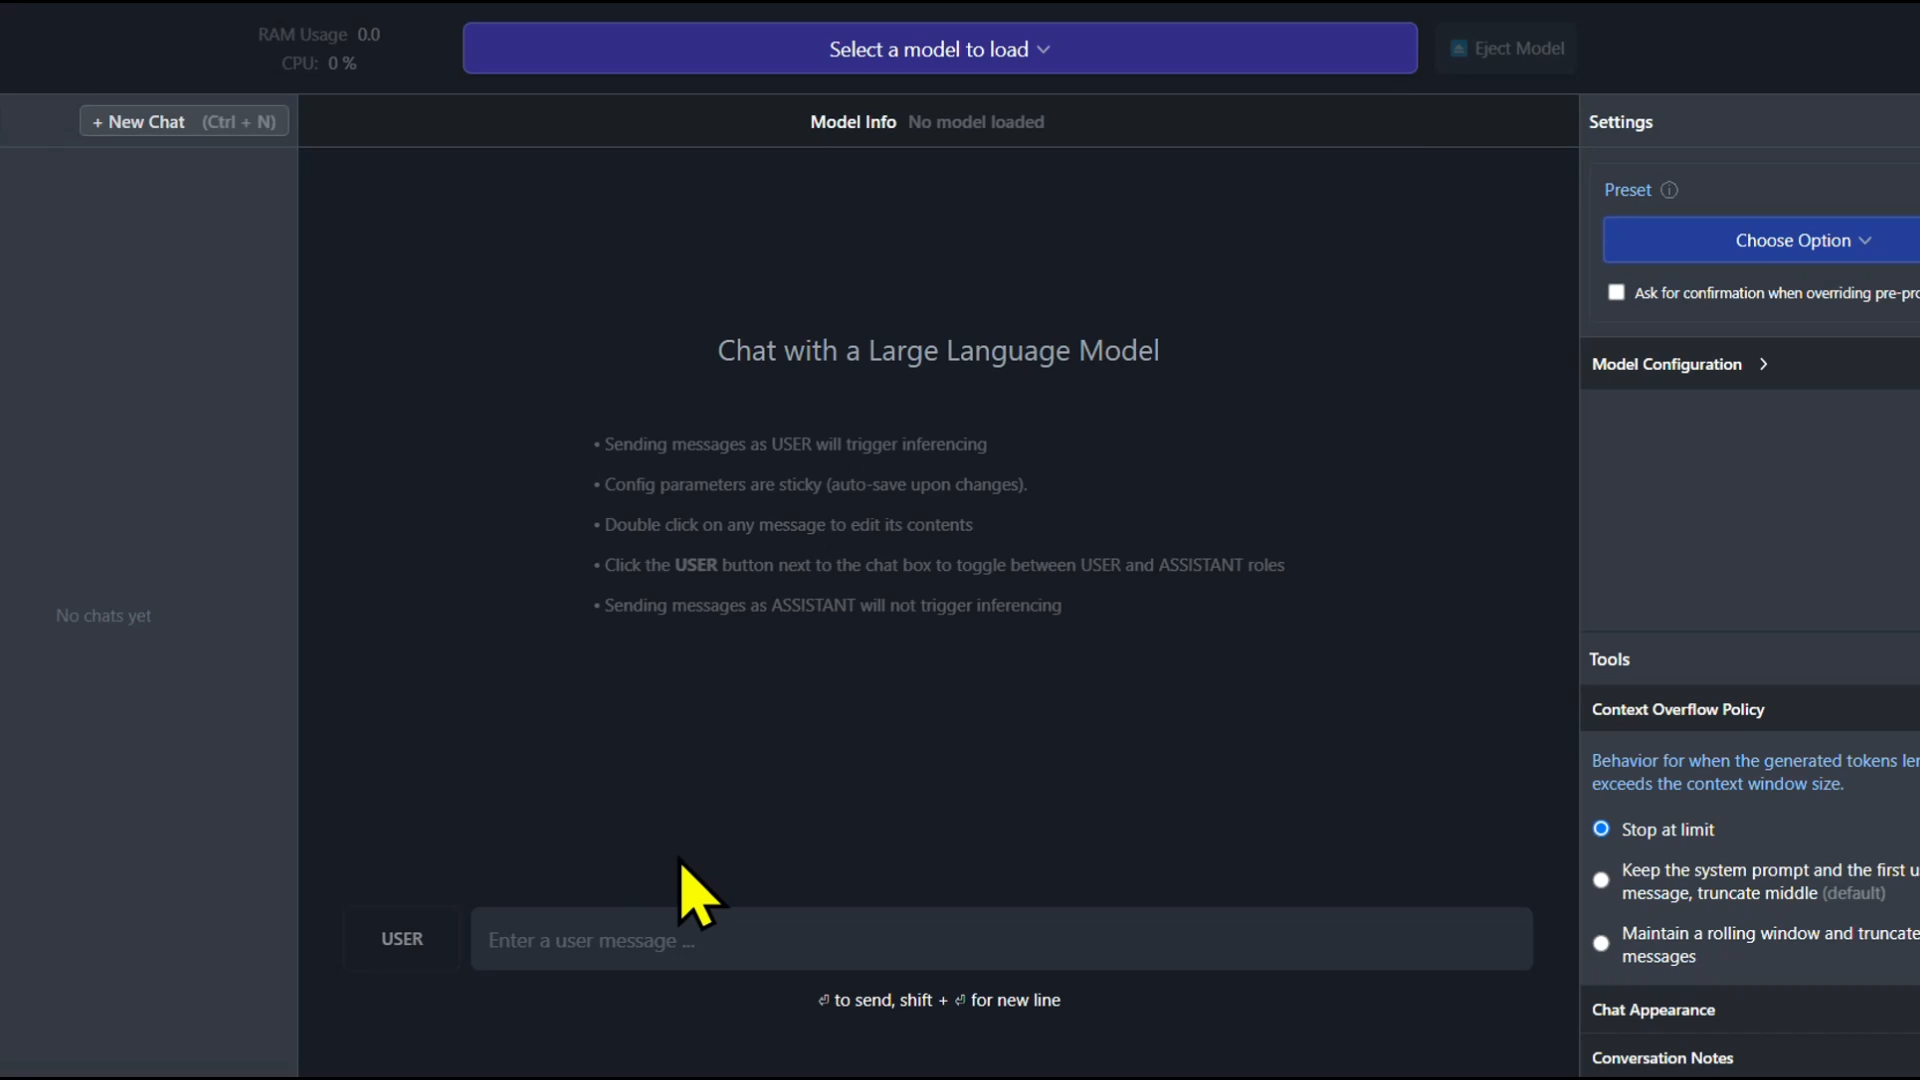 RAM Usage 0.0
CPU: 0 %
Select a model to load
Eject Model
+ New Chat (Ctrl + N)
Model Info No model loaded
No chats yet
Chat with a Large Language Model
• Sending messages as USER will trigger inferencing
• Config parameters are sticky (auto-save upon changes).
• Double click on any message to edit its contents
• Click the USER button next to the chat box to toggle between USER and ASSISTANT roles
• Sending messages as ASSISTANT will not trigger inferencing
USER
Enter a user message ...
⏎ to send, shift + ⏎ for new line
Settings
Preset
Choose Option
Ask for confirmation when overriding
Model Configuration
Tools
Context Overflow Policy
Behavior for when the generated tokens
exceeds the context window size.
Stop at limit
Keep the system prompt and the first
message, truncate middle (default)
Maintain a rolling window and truncate
messages
Chat Appearance
Conversation Notes